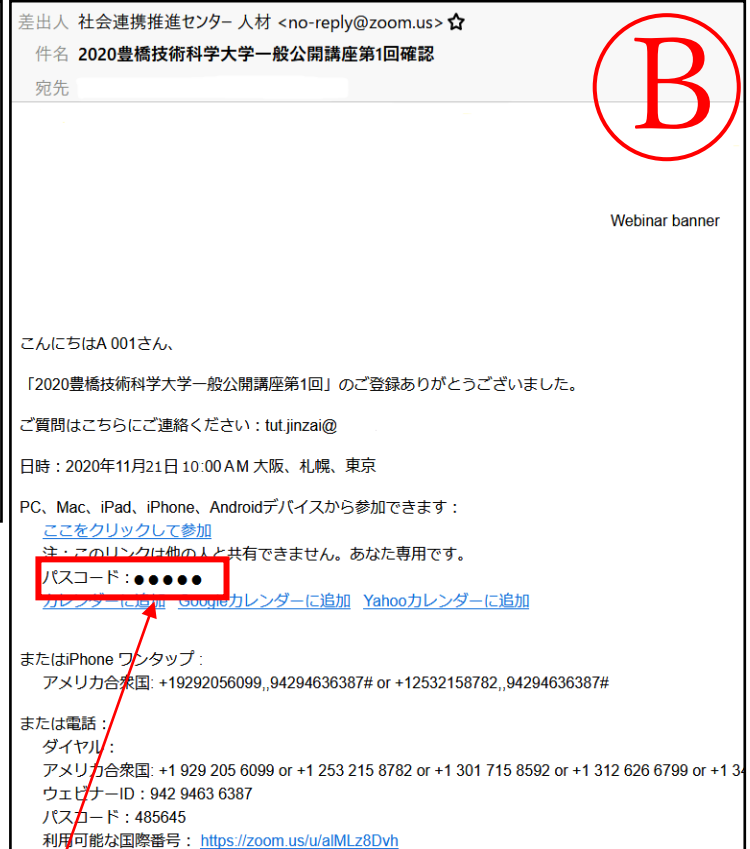 差出人 社会連携推進センター 人材 <no-reply@zoom.us> ☆
件名 2020豊橋技術科学大学一般公開講座第1回確認
宛先
B
Webinar banner
こんにちはA 001さん、
「2020豊橋技術科学大学一般公開講座第1回」のご登録ありがとうございました。
ご質問はこちらにご連絡ください：tut.jinzai@
日時：2020年11月21日 10:00 AM 大阪、札幌、東京
PC、Mac、iPad、iPhone、Androidデバイスから参加できます：
ここをクリックして参加
注：このリンクは他の人と共有できません。あなた専用です。
パスコード：●●●●●
カレンダーに追加 Googleカレンダーに追加 Yahooカレンダーに追加
またはiPhone ワンタップ：
アメリカ合衆国: +19292056099,,94294636387# or +12532158782,,94294636387#
または電話：
ダイヤル：
アメリカ合衆国: +1 929 205 6099 or +1 253 215 8782 or +1 301 715 8592 or +1 312 626 6799 or +1 34
ウェビナーID：942 9463 6387
パスコード：485645
利用可能な国際番号： https://zoom.us/u/alMLz8Dvh